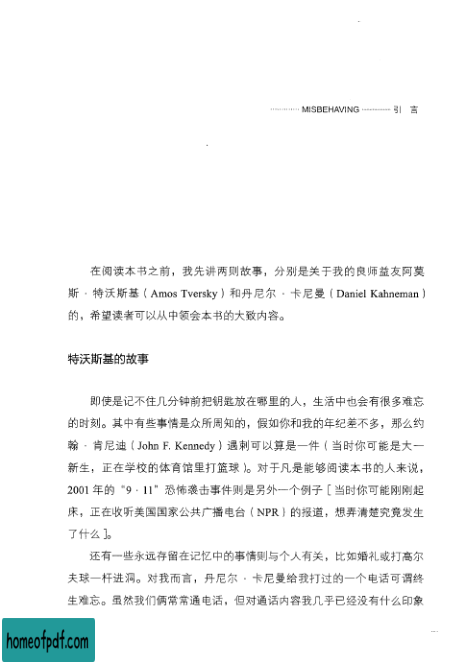 MISBEHAVING 引 言
在阅读本书之前，我先讲两则故事，分别是关于我的良师益友阿莫
斯·特沃斯基（Amos Tversky）和丹尼尔·卡尼曼（Daniel Kahneman）
的，希望读者可以从中领会本书的大致内容。
特沃斯基的故事
即使是记不住几分钟前把钥匙放在哪里的人，生活中也会有很多难忘
的时刻。其中有些事情是众所周知的，假如你和我的年纪差不多，那么约
翰·肯尼迪（John F. Kennedy）遇刺可以算是一件（当时你可能是大一
新生，正在学校的体育馆里打篮球）。对于凡是能够阅读本书的人来说，
2001 年的“9·11”恐怖袭击事件则是另外一个例子［当时你可能刚刚起
床，正在收听美国国家公共广播电台（NPR）的报道，想弄清楚究竟发生
了什么］。
还有一些永远存留在记忆中的事情则与个人有关，比如婚礼或打高尔
夫球一杆进洞。对我而言，丹尼尔·卡尼曼给我打过的一个电话可谓终
生难忘。虽然我们俩常常通电话，但对通话内容我几乎已经没有什么印象
homeofpdf.com